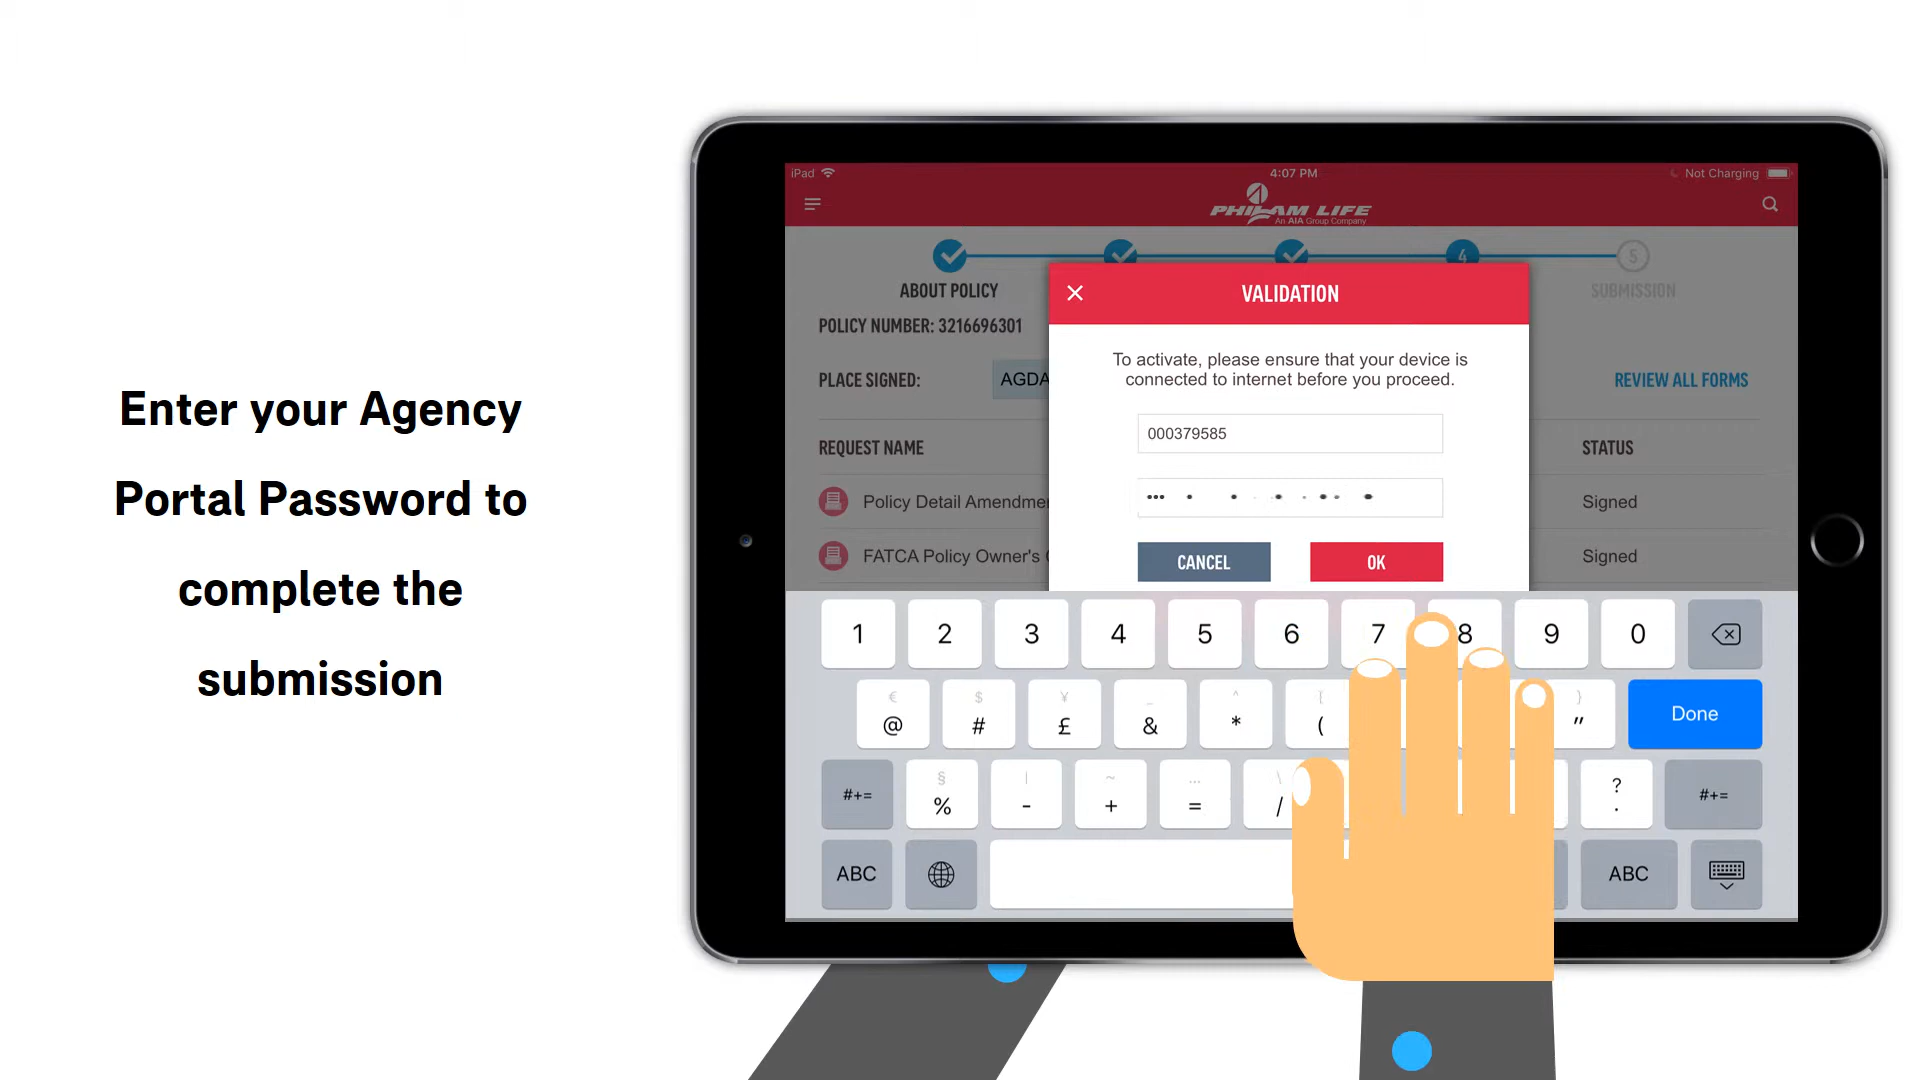 Enter your Agency
Portal Password to
complete the
submission
iPad
4:07 PM
Not Charging
PHILAM LIFE
An AIA Group Company
4
5
ABOUT POLICY
SUBMISSION
POLICY NUMBER: 3216696301
PLACE SIGNED:
AGDA
REVIEW ALL FORMS
REQUEST NAME
STATUS
Policy Detail Amendme
Signed
FATCA Policy Owner's
Signed
VALIDATION
To activate, please ensure that your device is
connected to internet before you proceed.
000379585
CANCEL
OK
1 2 3 4 5 6 7 8 9 0
€ $ ¥ _ ^ [ }
@ # £ & * ( " Done
§ | ~ … \ ?
#+= % - + = / . #+=
ABC ABC